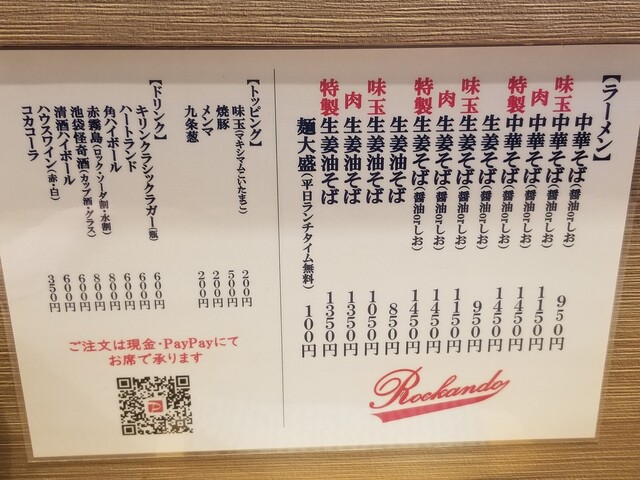 【ラーメン】
中華そば(醤油orしお) 950円
味玉中華そば(醤油orしお) 1150円
肉中華そば(醤油orしお) 1450円
特製中華そば(醤油orしお) 1450円
生姜そば(醤油orしお) 950円
味玉生姜そば(醤油orしお) 1150円
肉生姜そば(醤油orしお) 1450円
特製生姜そば(醤油orしお) 1450円
生姜油そば 850円
味玉生姜油そば 1050円
肉生姜油そば 1350円
特製生姜油そば 1350円
麺大盛(平日ランチタイム無料) 100円
Rockando
【トッピング】
味玉(マキシマムこいたまご) 200円
焼豚 500円
メンマ 200円
九条葱 200円
【ドリンク】
キリンクラシックラガー(瓶) 600円
ハートランド 600円
角ハイボール 600円
赤霧島(ロック・ソーダ割・水割) 800円
池袋怪奇酒(カップ酒・グラス) 800円
清酒ハイボール 600円
ハウスワイン(赤・白) 600円
コカコーラ 350円
ご注文は現金・PayPayにて
お席で承ります